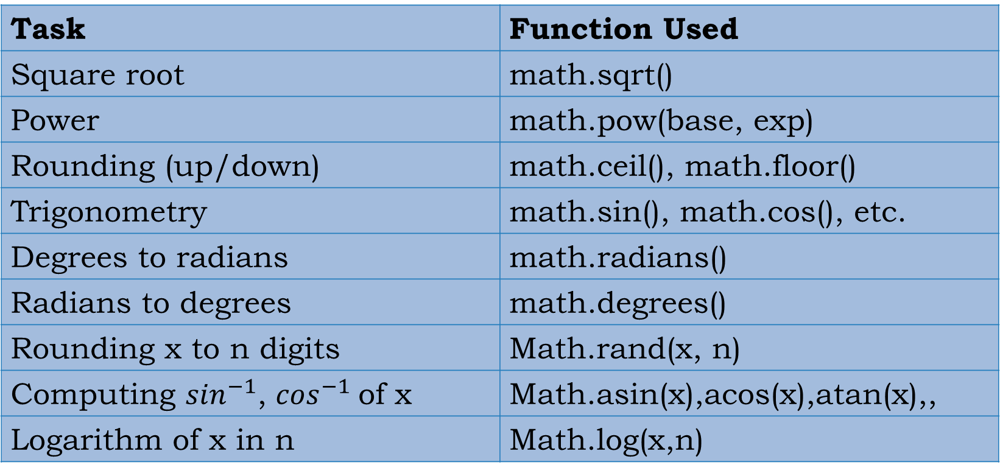 Task Function Used
Square root math.sqrt()
Power math.pow(base, exp)
Rounding (up/down) math.ceil(), math.floor()
Trigonometry math.sin(), math.cos(), etc.
Degrees to radians math.radians()
Radians to degrees math.degrees()
Rounding x to n digits Math.rand(x, n)
Computing sin⁻¹, cos⁻¹ of x Math.asin(x),acos(x),atan(x),,
Logarithm of x in n Math.log(x,n)